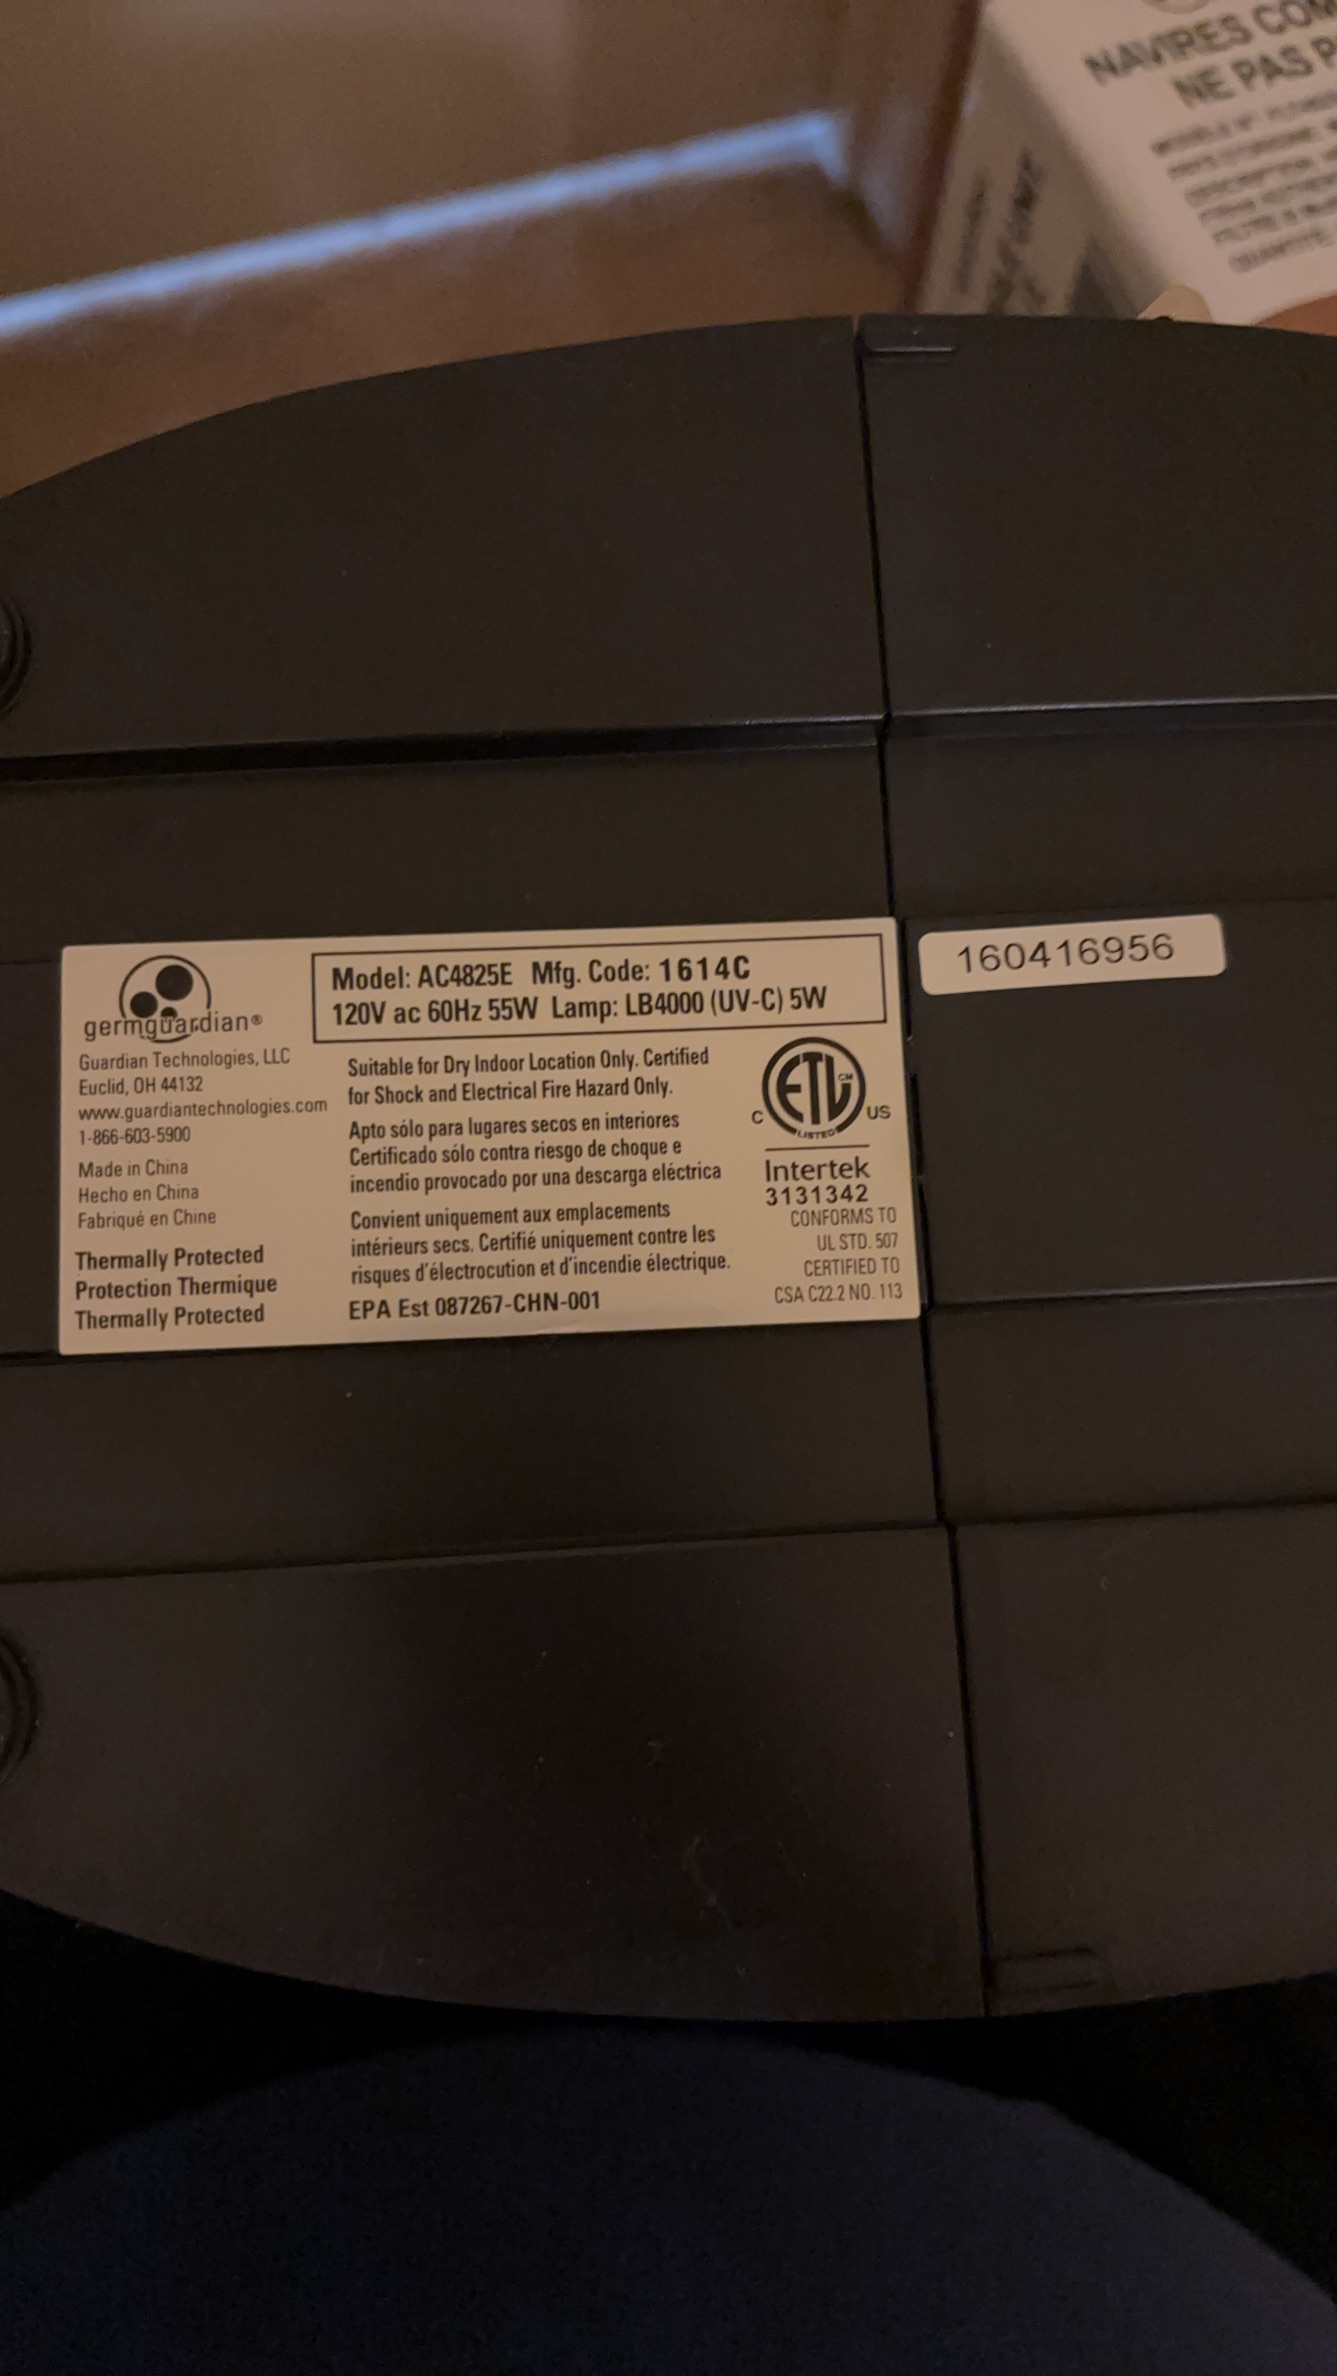 NAVIRES CON
NE PAS P
germguardian®
Guardian Technologies, LLC
Euclid, OH 44132
www.guardiantechnologies.com
1-866-603-5900
Made in China
Hecho en China
Fabriqué en Chine
Thermally Protected
Protection Thermique
Thermally Protected
Model: AC4825E Mfg. Code: 1614C
120V ac 60Hz 55W Lamp: LB4000 (UV-C) 5W
Suitable for Dry Indoor Location Only. Certified
for Shock and Electrical Fire Hazard Only.
Apto sólo para lugares secos en interiores
Certificado sólo contra riesgo de choque e
incendio provocado por una descarga eléctrica
Convient uniquement aux emplacements
intérieurs secs. Certifié uniquement contre les
risques d'électrocution et d'incendie électrique.
EPA Est 087267-CHN-001
ETL CM
C US
LISTED
Intertek
3131342
CONFORMS TO
UL STD. 507
CERTIFIED TO
CSA C22.2 NO. 113
160416956